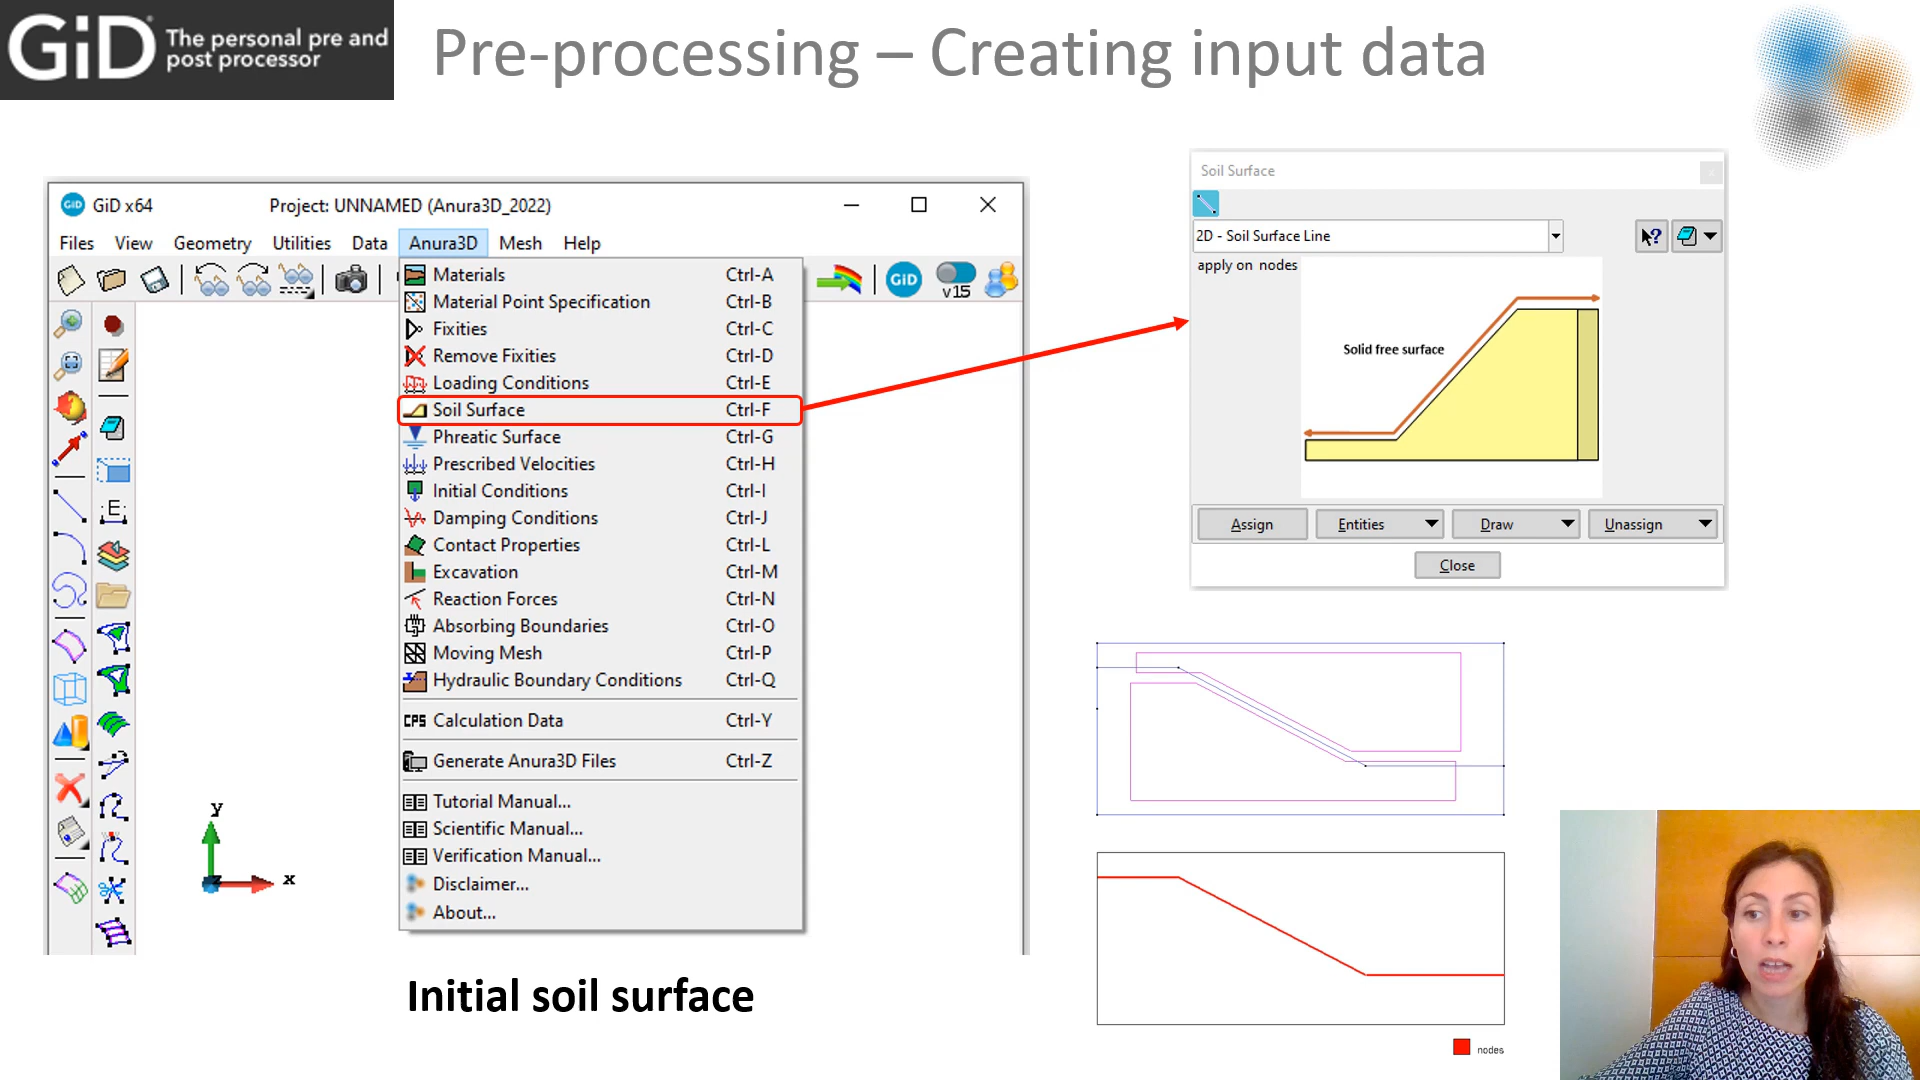 GiD The personal pre and
post processor
Pre-processing – Creating input data
GiD GiD x64 Project: UNNAMED (Anura3D_2022)
Files View Geometry Utilities Data Anura3D Mesh Help
GiD v15
Materials Ctrl-A
Material Point Specification Ctrl-B
Fixities Ctrl-C
Remove Fixities Ctrl-D
Loading Conditions Ctrl-E
Soil Surface Ctrl-F
Phreatic Surface Ctrl-G
Prescribed Velocities Ctrl-H
Initial Conditions Ctrl-I
Damping Conditions Ctrl-J
Contact Properties Ctrl-L
Excavation Ctrl-M
Reaction Forces Ctrl-N
Absorbing Boundaries Ctrl-O
Moving Mesh Ctrl-P
Hydraulic Boundary Conditions Ctrl-Q
CPS Calculation Data Ctrl-Y
Generate Anura3D Files Ctrl-Z
Tutorial Manual...
Scientific Manual...
Verification Manual...
Disclaimer...
About...
E
y
z
x
Initial soil surface
Soil Surface
2D - Soil Surface Line
apply on nodes
Solid free surface
Assign Entities Draw Unassign
Close
nodes